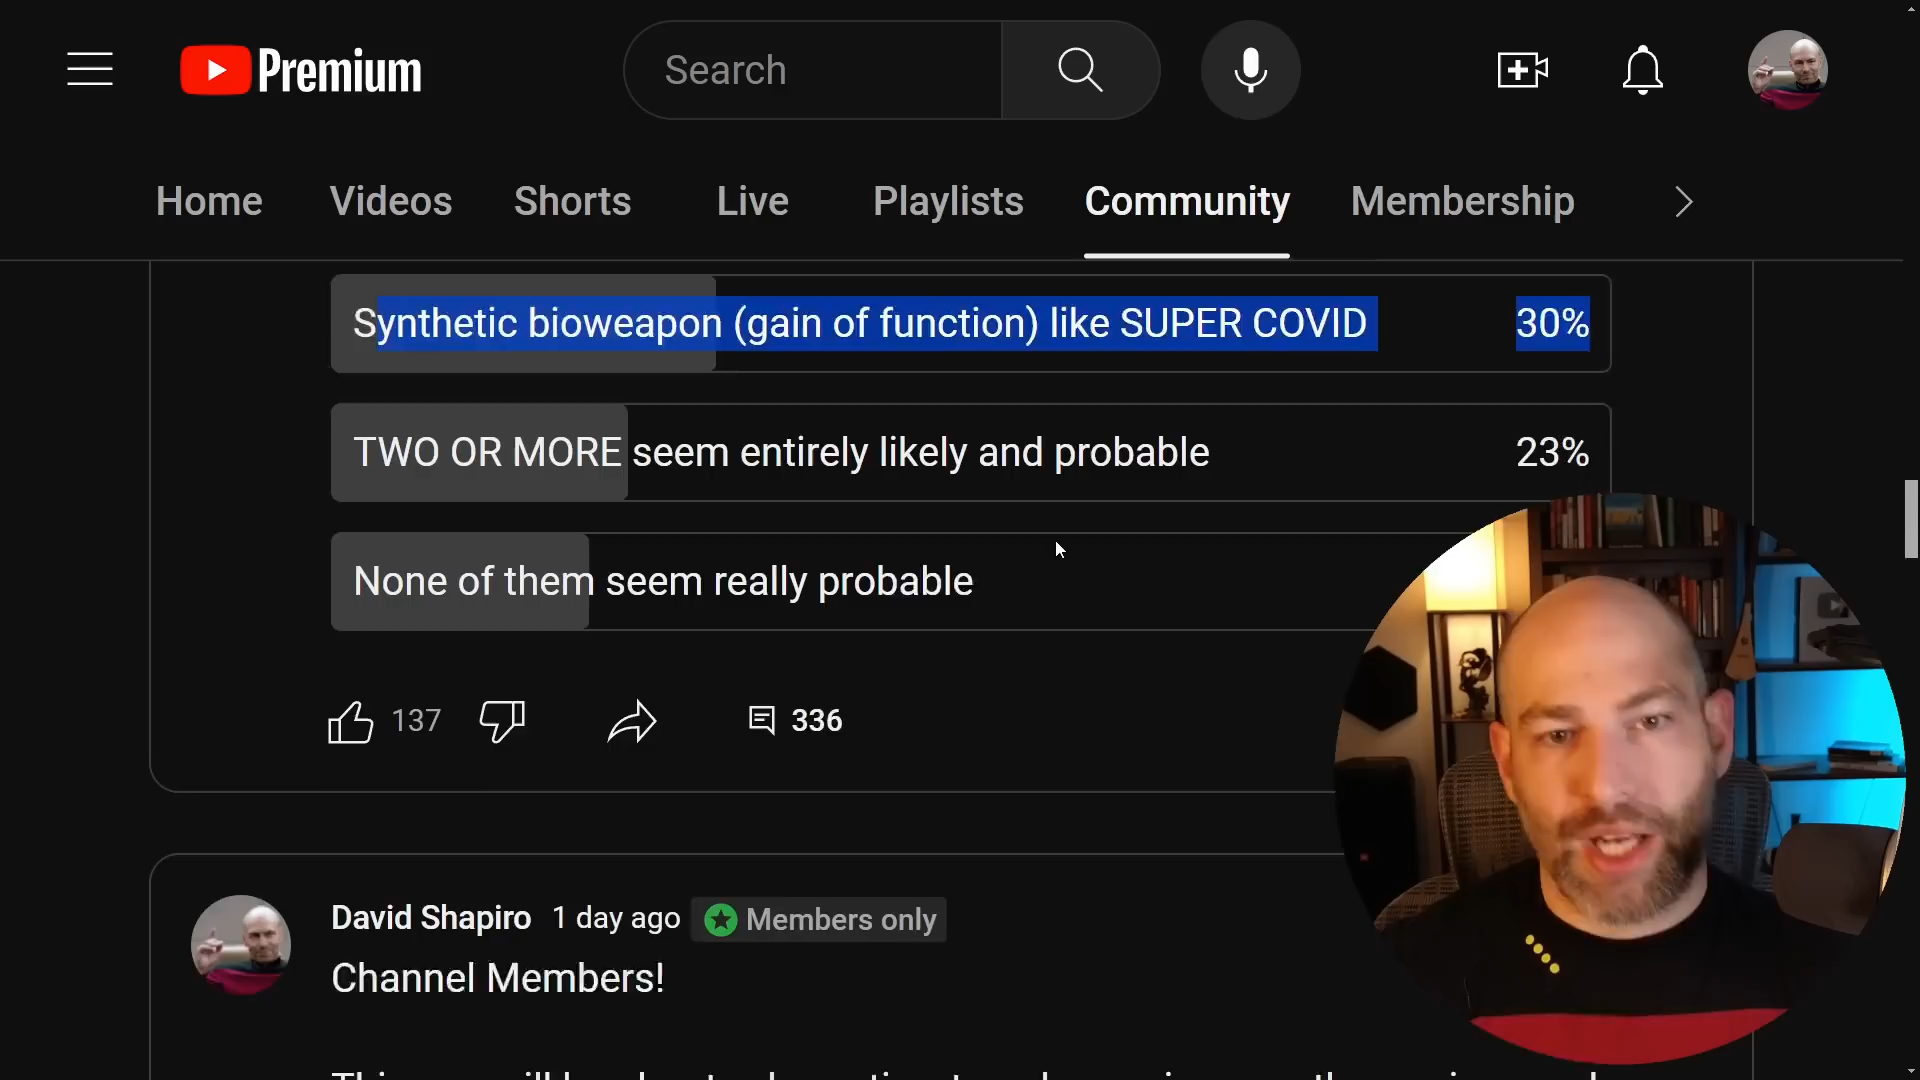 Premium
Search
Home Videos Shorts Live Playlists Community Membership
Synthetic bioweapon (gain of function) like SUPER COVID 30%
TWO OR MORE seem entirely likely and probable 23%
None of them seem really probable
137 336
David Shapiro 1 day ago Members only
Channel Members!